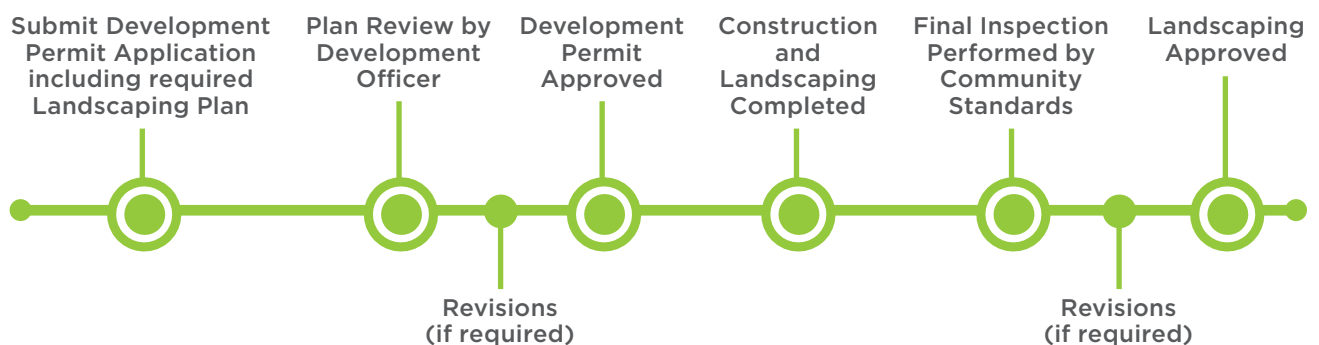 Submit Development
Permit Application
including required
Landscaping Plan
Plan Review by
Development
Officer
Development
Permit
Approved
Construction
and
Landscaping
Completed
Final Inspection
Performed by
Community
Standards
Landscaping
Approved
Revisions
(if required)
Revisions
(if required)